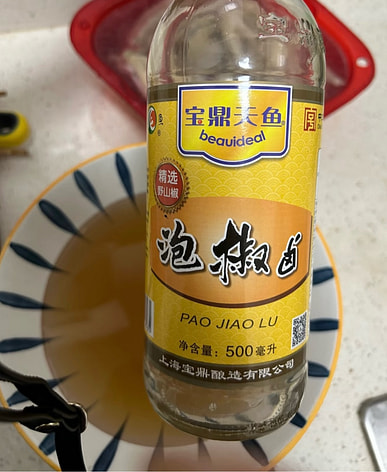 宝鼎天鱼
beauideal
精选
野山椒
泡椒卤
PAO JIAO LU
净含量：500毫升
上海宝鼎酿造有限公司